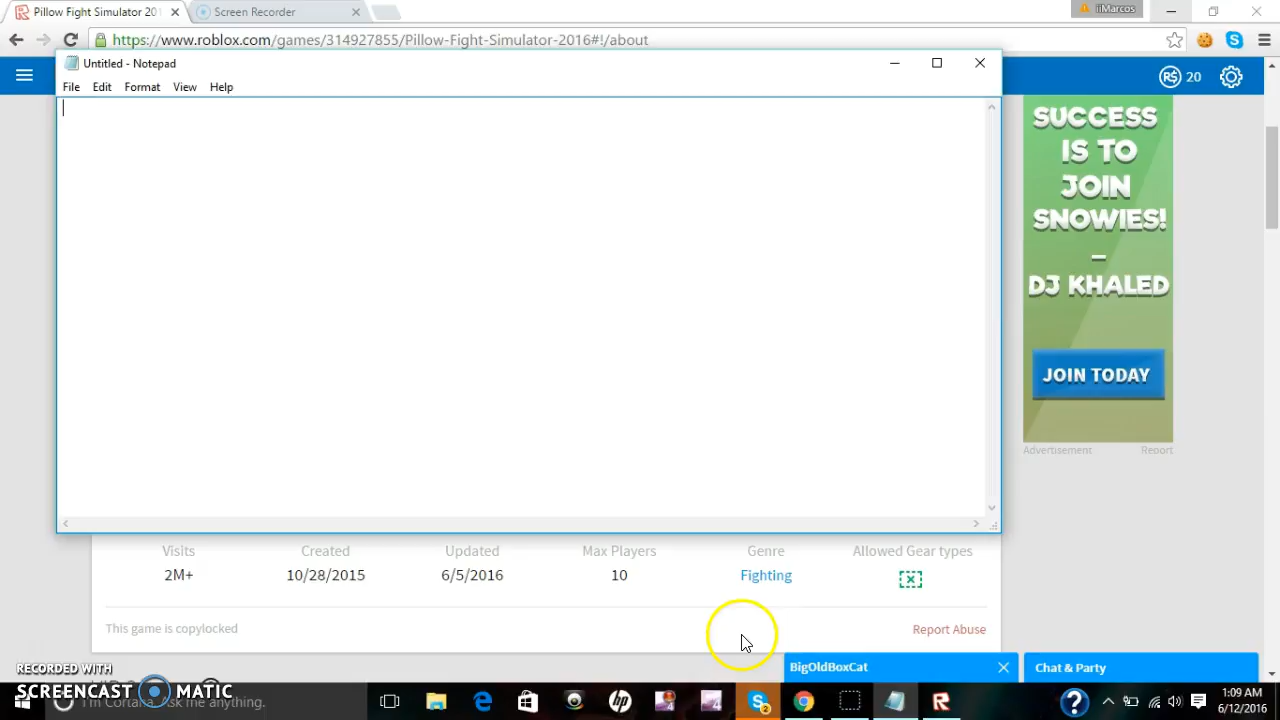 Pillow Fight Simulator 201
Screen Recorder
iiMarcos
https://www.roblox.com/games/314927855/Pillow-Fight-Simulator-2016#!/about
Untitled - Notepad
File Edit Format View Help
R$ 20
SUCCESS
IS TO
JOIN
SNOWIES!
–
DJ KHALED
JOIN TODAY
Advertisement Report
Visits Created Updated Max Players Genre Allowed Gear types
2M+ 10/28/2015 6/5/2016 10 Fighting
This game is copylocked Report Abuse
BigOldBoxCat
Chat & Party
RECORDED WITH
SCREENCAST MATIC
I'm Cortana. Ask me anything.
1:09 AM
6/12/2016